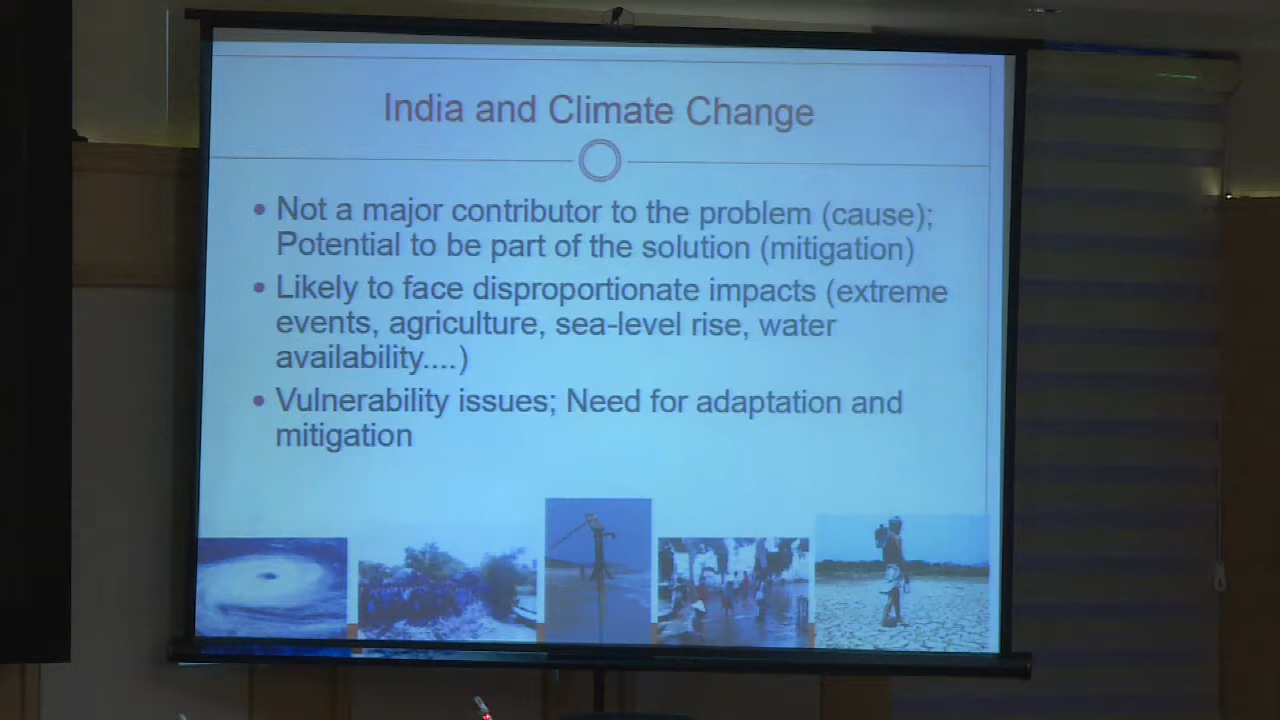 India and Climate Change
• Not a major contributor to the problem (cause);
Potential to be part of the solution (mitigation)
• Likely to face disproportionate impacts (extreme
events, agriculture, sea-level rise, water
availability....)
• Vulnerability issues; Need for adaptation and
mitigation